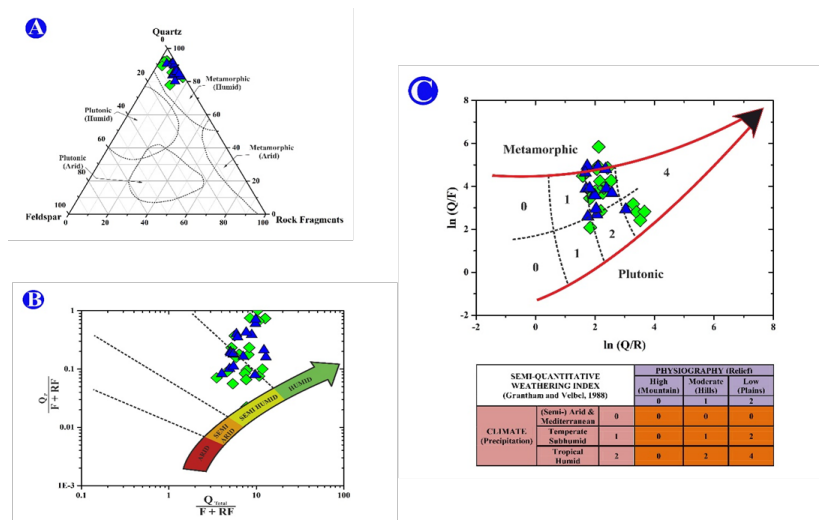 A
Quartz
0
100
20
80
Metamorphic
(Humid)
40
60
Plutonic
(Humid)
60
40
Metamorphic
(Arid)
Plutonic
(Arid)
80
20
100
0
Feldspar
0
20
40
60
80
100
Rock Fragments
B
1
0.1
0.01
1E-3
Q
F + RF
ARID
SEMI
ARID
SEMI HUMID
HUMID
0.1
1
10
100
Q Total
F + RF
C
8
6
4
2
0
-2
ln (Q/F)
Metamorphic
4
0
1
2
1
0
Plutonic
-2
0
2
4
6
8
ln (Q/R)
SEMI-QUANTITATIVE
WEATHERING INDEX
(Grantham and Velbel, 1988)
PHYSIOGRAPHY (Relief)
High
(Mountain)
Moderate
(Hills)
Low
(Plains)
0
1
2
CLIMATE
(Precipitation)
(Semi-) Arid &
Mediterranean
0
0
0
0
Temperate
Subhumid
1
0
1
2
Tropical
Humid
2
0
2
4